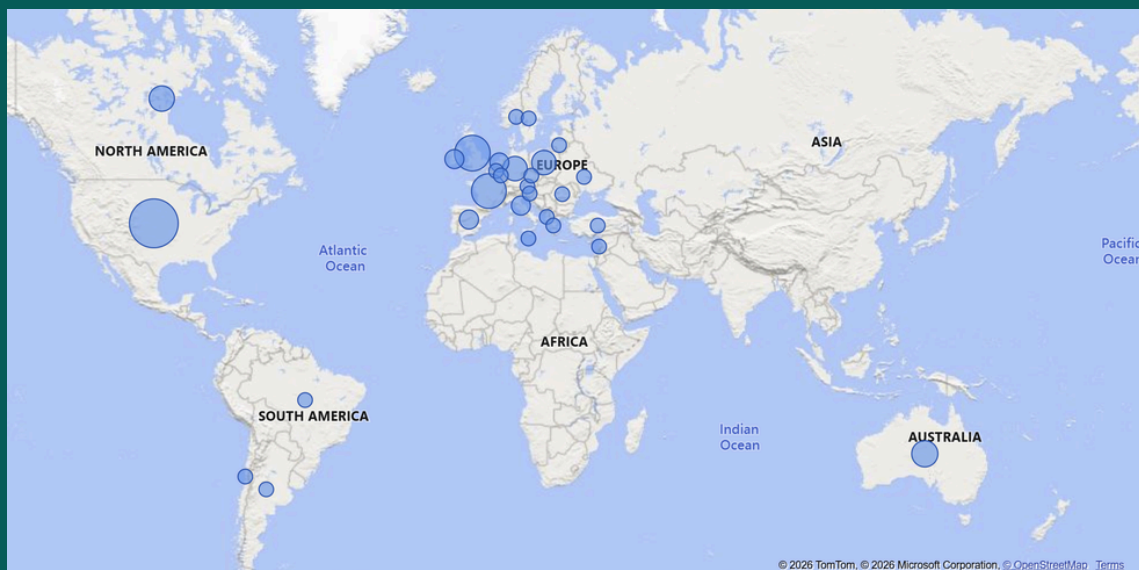 NORTH AMERICA
EUROPE
ASIA
Atlantic
Ocean
Pacific
Ocean
AFRICA
SOUTH AMERICA
Indian
Ocean
AUSTRALIA
© 2026 TomTom, © 2026 Microsoft Corporation, © OpenStreetMap Terms